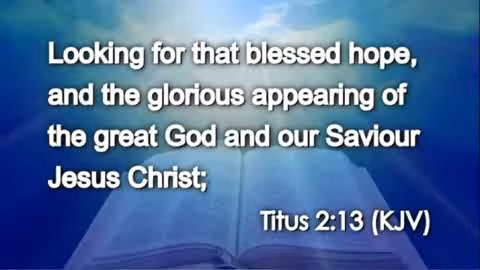 Looking for that blessed hope,
and the glorious appearing of
the great God and our Saviour
Jesus Christ;
Titus 2:13 (KJV)